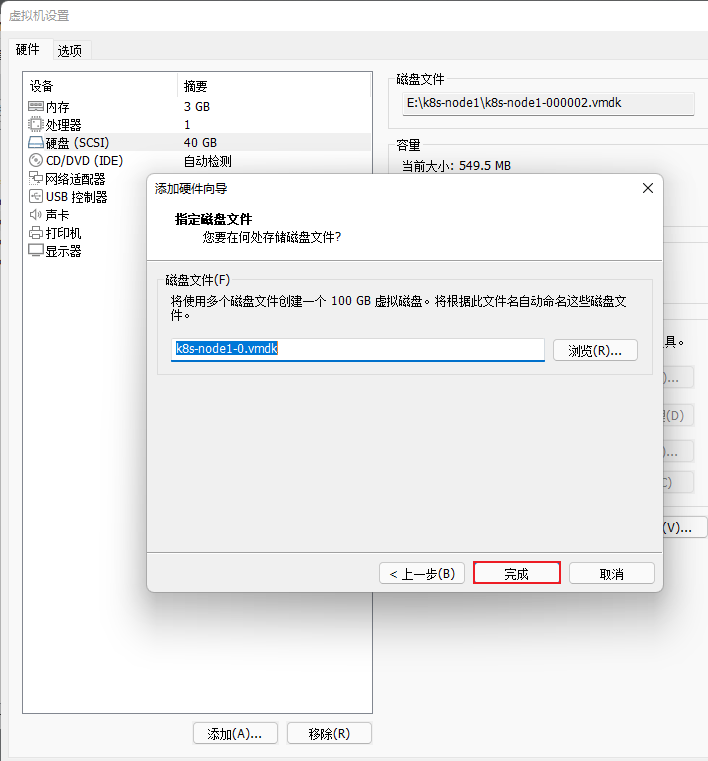 虚拟机设置
硬件 选项
设备 摘要
内存 3 GB
处理器 1
硬盘 (SCSI) 40 GB
CD/DVD (IDE) 自动检测
网络适配器
USB 控制器
声卡
打印机
显示器
磁盘文件
E:\k8s-node1\k8s-node1-000002.vmdk
容量
当前大小: 549.5 MB
添加硬件向导
指定磁盘文件
您要在何处存储磁盘文件?
磁盘文件(F)
将使用多个磁盘文件创建一个 100 GB 虚拟磁盘。将根据此文件名自动命名这些磁盘文
件。
k8s-node1-0.vmdk
浏览(R)...
具。
)...
(D)
)...
C)
(V)...
< 上一步(B) 完成 取消
添加(A)... 移除(R)